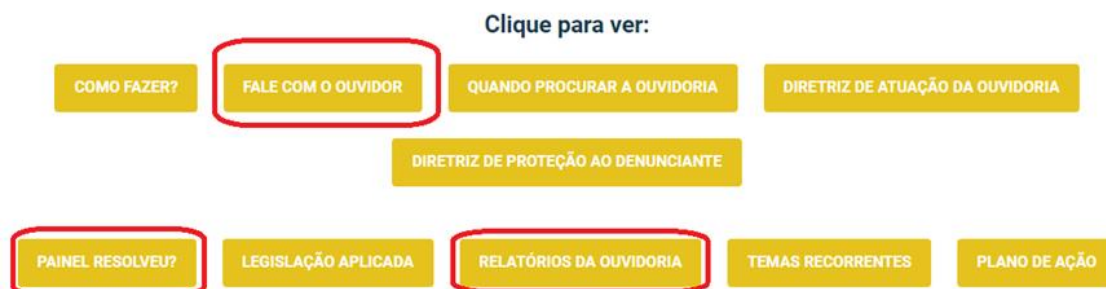 Clique para ver:
COMO FAZER?
FALE COM O OUVIDOR
QUANDO PROCURAR A OUVIDORIA
DIRETRIZ DE ATUAÇÃO DA OUVIDORIA
DIRETRIZ DE PROTEÇÃO AO DENUNCIANTE
PAINEL RESOLVEU?
LEGISLAÇÃO APLICADA
RELATÓRIOS DA OUVIDORIA
TEMAS RECORRENTES
PLANO DE AÇÃO